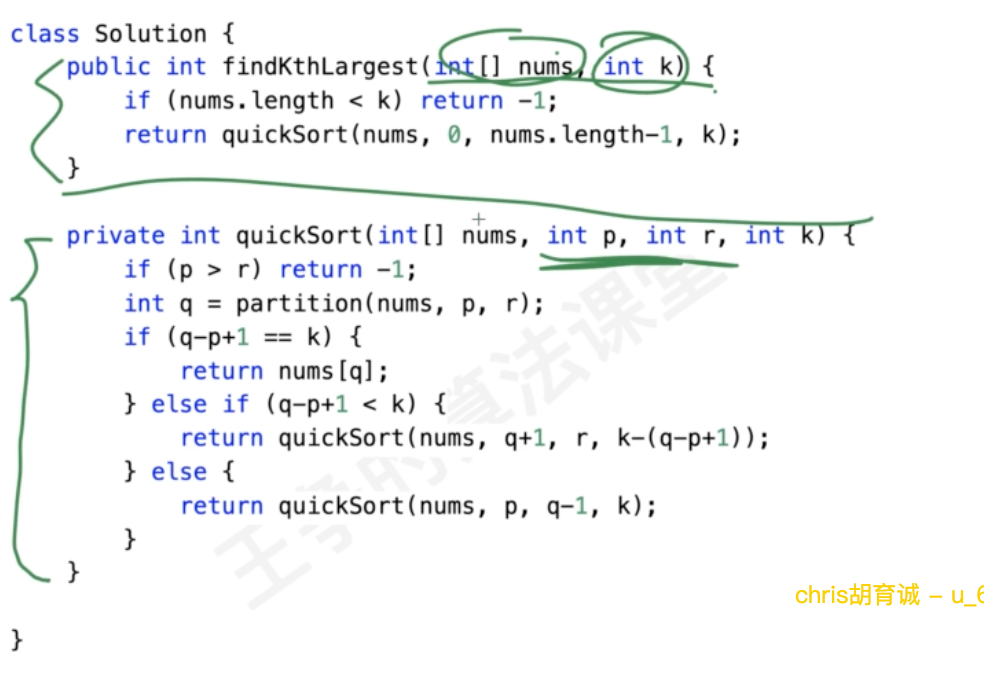 class Solution {
public int findKthLargest(int[] nums, int k) {
if (nums.length < k) return -1;
return quickSort(nums, 0, nums.length-1, k);
}
private int quickSort(int[] nums, int p, int r, int k) {
if (p > r) return -1;
int q = partition(nums, p, r);
if (q-p+1 == k) {
return nums[q];
} else if (q-p+1 < k) {
return quickSort(nums, q+1, r, k-(q-p+1));
} else {
return quickSort(nums, p, q-1, k);
}
}
}
王争的算法课堂
chris胡育诚 – u_6